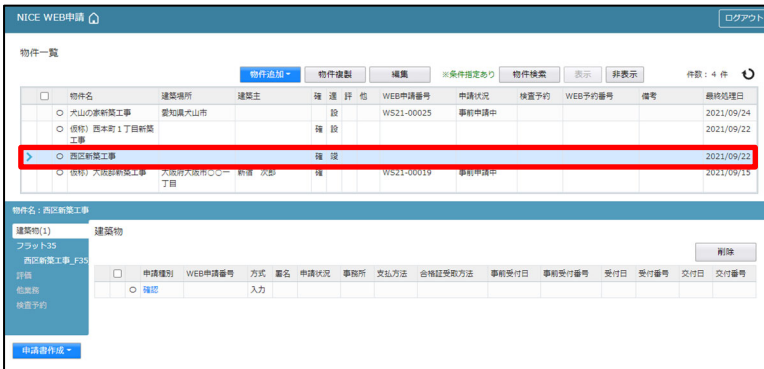 NICE WEB申請
ログアウト
物件一覧
物件追加 物件複製 編集 ※条件指定あり 物件検索 表示 非表示 件数：4 件
物件名 建築場所 建築主 確 適 評 他 WEB申請番号 申請状況 検査予約 WEB予約番号 備考 最終処理日
犬山の家新築工事 愛知県犬山市 設 WS21-00025 事前申請中 2021/09/24
仮称）西本町１丁目新築工事 確 設 2021/09/22
西区新築工事 確 竣 2021/09/22
仮称）大阪邸新築工事 大阪府大阪市〇〇一丁目 新宿 次郎 確 WS21-00019 事前申請中 2021/09/15
物件名：西区新築工事
建築物(1)
フラット35
西区新築工事_F35
評価
他業務
検査予約
申請書作成
建築物
削除
申請種別 WEB申請番号 方式 署名 申請状況 事務所 支払方法 合格証受取方法 事前受付日 事前受付番号 受付日 受付番号 交付日 交付番号
確認 入力